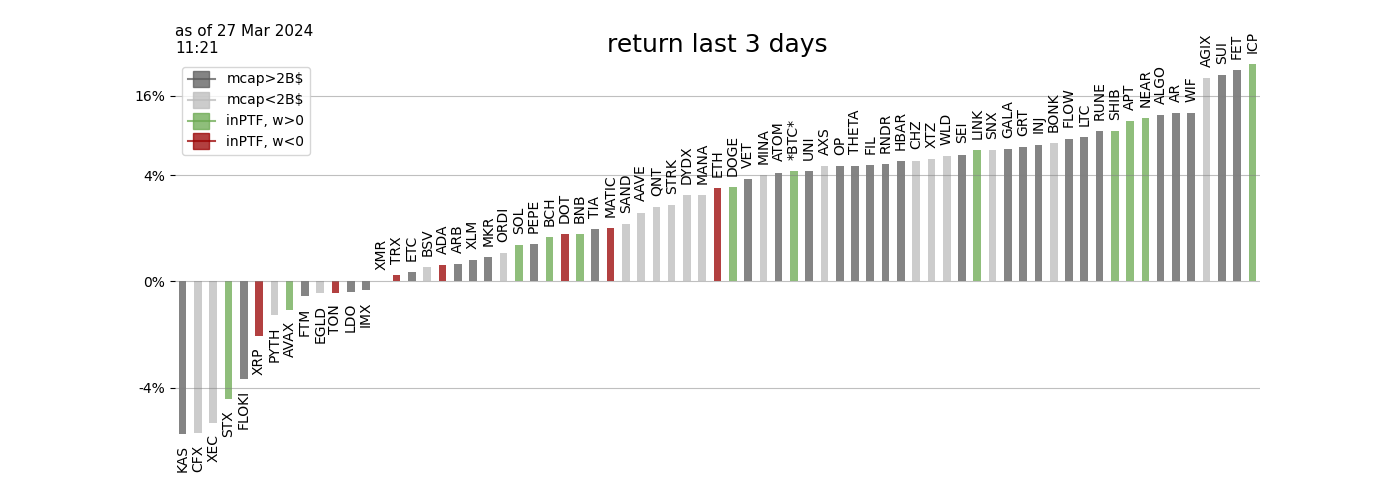 as of 27 Mar 2024
11:21
return last 3 days
mcap>2B$
mcap<2B$
inPTF, w>0
inPTF, w<0
16%
4%
0%
-4%
KAS
CFX
XEC
STX
FLOKI
XRP
PYTH
AVAX
FTM
EGLD
TON
LDO
IMX
XMR
TRX
ETC
BSV
ADA
ARB
XLM
MKR
ORDI
SOL
PEPE
BCH
DOT
BNB
TIA
MATIC
SAND
AAVE
QNT
STRK
DYDX
MANA
ETH
DOGE
VET
MINA
ATOM
*BTC*
UNI
AXS
OP
THETA
FIL
RNDR
HBAR
CHZ
XTZ
WLD
SEI
LINK
SNX
GALA
GRT
INJ
BONK
FLOW
LTC
RUNE
SHIB
APT
NEAR
ALGO
AR
WIF
AGIX
SUI
FET
ICP